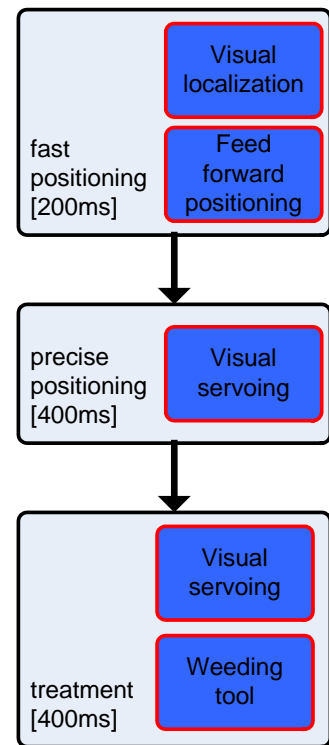 Visual
localization
fast
positioning
[200ms]
Feed
forward
positioning
precise
positioning
[400ms]
Visual
servoing
Visual
servoing
treatment
[400ms]
Weeding
tool